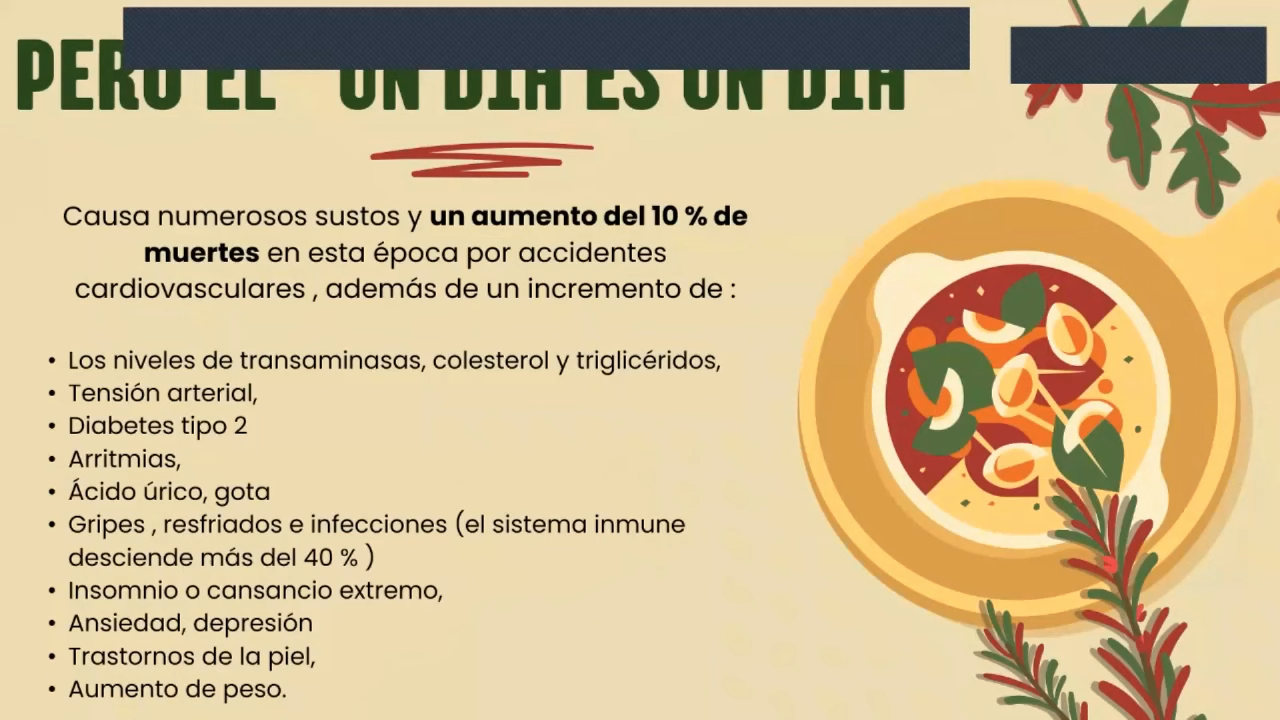 PERO EL "UN DIA ES UN DIA
Causa numerosos sustos y un aumento del 10 % de
muertes en esta época por accidentes
cardiovasculares , además de un incremento de :
• Los niveles de transaminasas, colesterol y triglicéridos,
• Tensión arterial,
• Diabetes tipo 2
• Arritmias,
• Ácido úrico, gota
• Gripes , resfriados e infecciones (el sistema inmune
desciende más del 40 % )
• Insomnio o cansancio extremo,
• Ansiedad, depresión
• Trastornos de la piel,
• Aumento de peso.